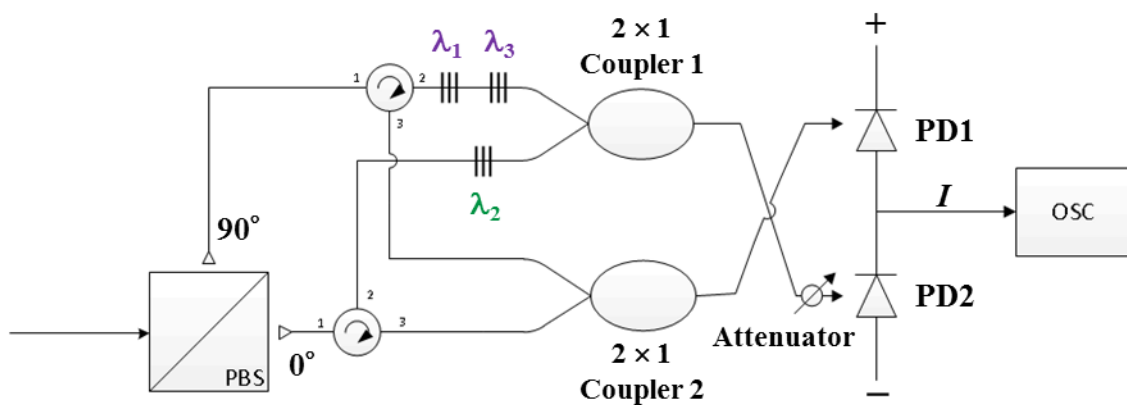 2 × 1
Coupler 1
λ1 λ3
1 2
3
λ2
90°
PBS
0°
1 2 3
2 × 1
Coupler 2
+
PD1
I
OSC
PD2
Attenuator
−